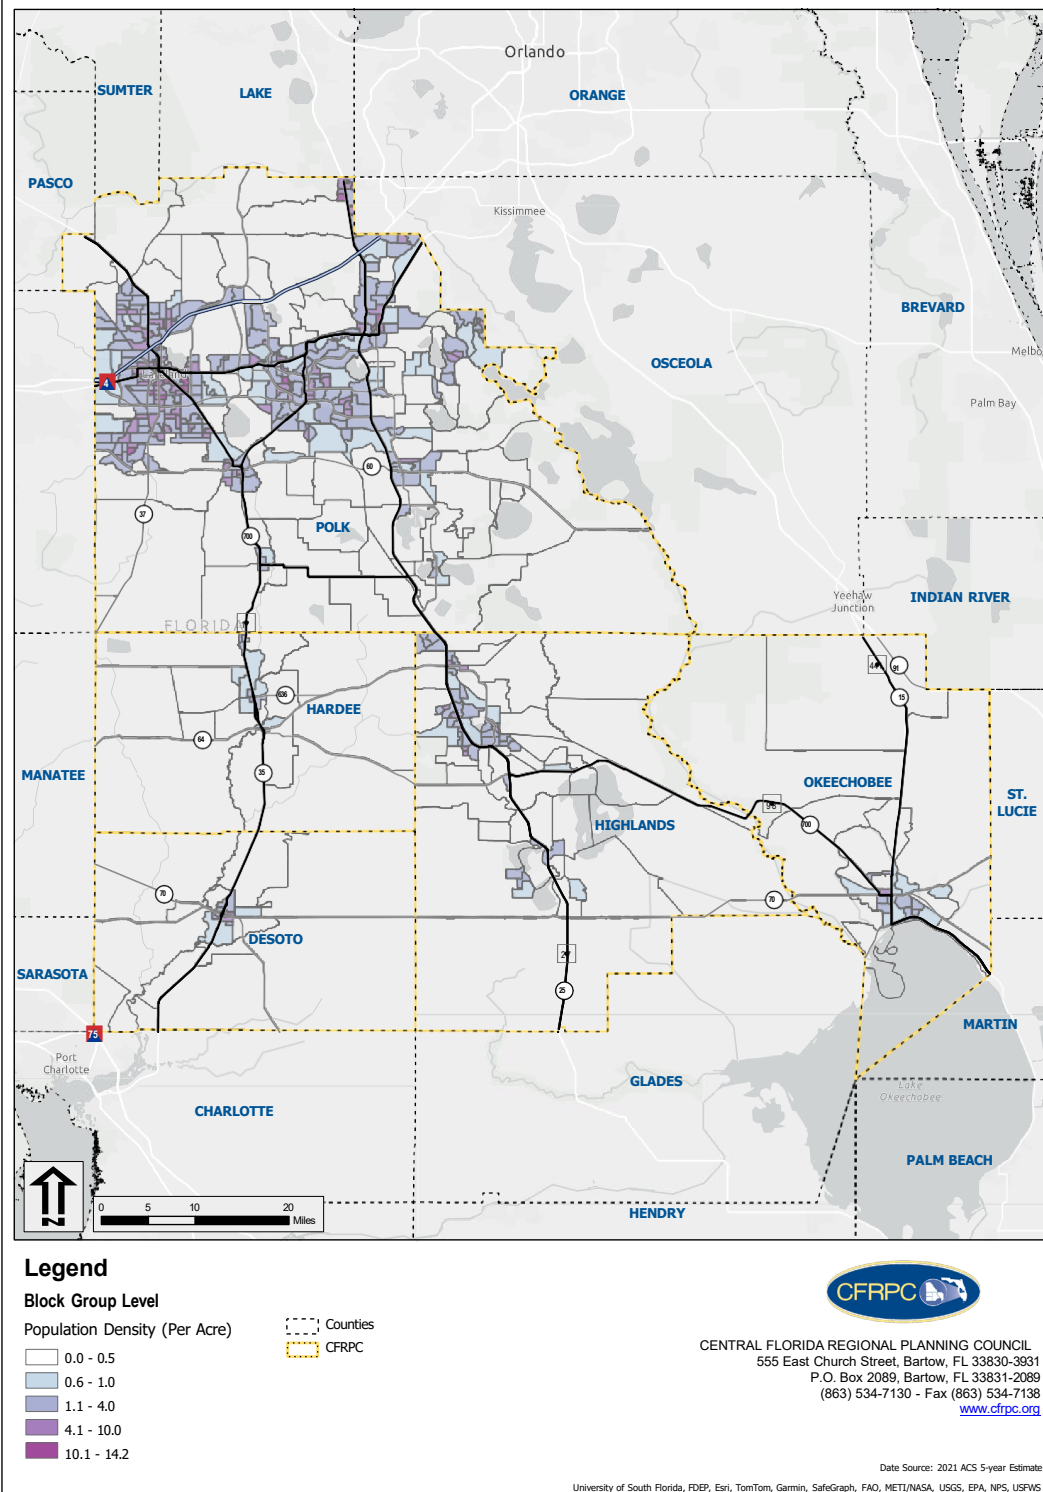 Orlando
SUMTER
LAKE
ORANGE
PASCO
Kissimmee
BREVARD
OSCEOLA
Melbo
Palm Bay
4
60
37
POLK
700
Yeehaw
Junction
INDIAN RIVER
FLORIDA
441
91
636
15
HARDEE
64
35
MANATEE
OKEECHOBEE
ST.
LUCIE
98
HIGHLANDS
700
70
70
DESOTO
27
SARASOTA
25
75
MARTIN
Port
Charlotte
GLADES
Lake
Okeechobee
CHARLOTTE
PALM BEACH
N
0 5 10 20
Miles
HENDRY
Legend
Block Group Level
Population Density (Per Acre)
0.0 - 0.5
0.6 - 1.0
1.1 - 4.0
4.1 - 10.0
10.1 - 14.2
Counties
CFRPC
CFRPC
CENTRAL FLORIDA REGIONAL PLANNING COUNCIL
555 East Church Street, Bartow, FL 33830-3931
P.O. Box 2089, Bartow, FL 33831-2089
(863) 534-7130 - Fax (863) 534-7138
www.cfrpc.org
Date Source: 2021 ACS 5-year Estimate
University of South Florida, FDEP, Esri, TomTom, Garmin, SafeGraph, FAO, METI/NASA, USGS, EPA, NPS, USFWS